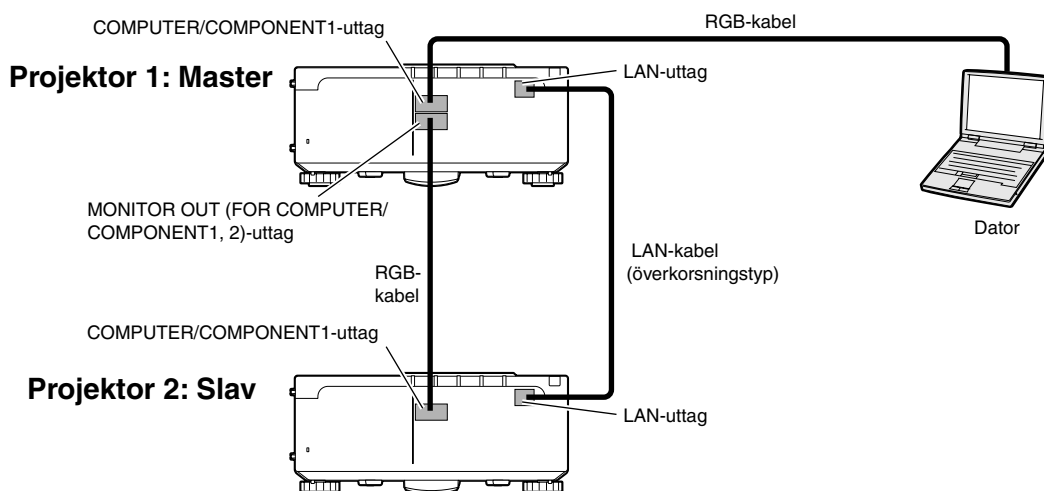 RGB-kabel
COMPUTER/COMPONENT1-uttag
LAN-uttag
Projektor 1: Master
MONITOR OUT (FOR COMPUTER/
COMPONENT1, 2)-uttag
Dator
LAN-kabel
(överkorsningstyp)
RGB-
kabel
COMPUTER/COMPONENT1-uttag
Projektor 2: Slav
LAN-uttag